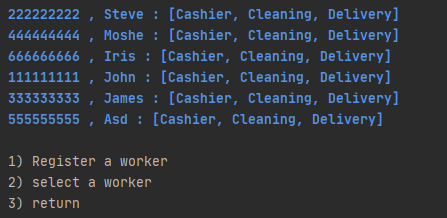 222222222 , Steve : [Cashier, Cleaning, Delivery]
444444444 , Moshe : [Cashier, Cleaning, Delivery]
666666666 , Iris : [Cashier, Cleaning, Delivery]
111111111 , John : [Cashier, Cleaning, Delivery]
333333333 , James : [Cashier, Cleaning, Delivery]
555555555 , Asd : [Cashier, Cleaning, Delivery]
1) Register a worker
2) select a worker
3) return